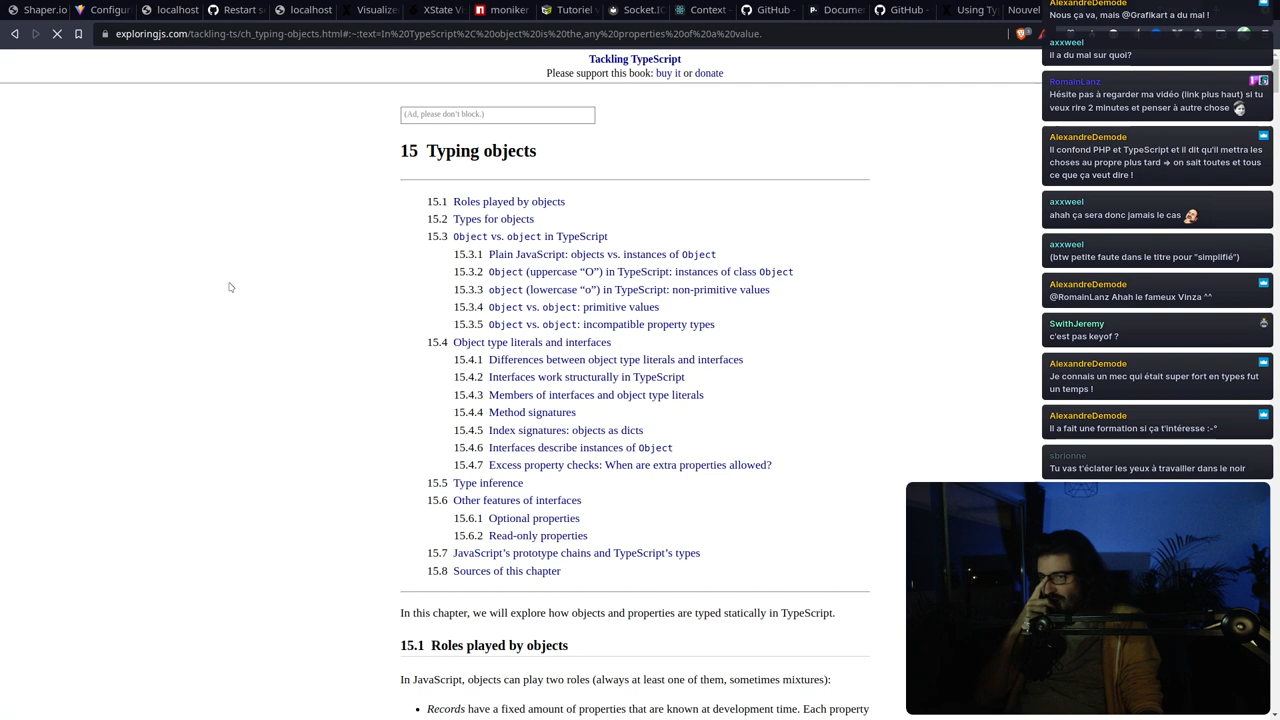 Shaper.io
Configur
localhost
Restart s
localhost
Visualize
XState Vi
moniker
Tutoriel v
Socket.IC
Context -
GitHub -
Documen
GitHub -
Using Ty
Nouvel
exploringjs.com/tackling-ts/ch_typing-objects.html#:~:text=In%20TypeScript%2C%20object%20is%20the,any%20properties%20of%20a%20value.
Tackling TypeScript
Please support this book: buy it or donate
(Ad, please don’t block.)
15 Typing objects
15.1 Roles played by objects
15.2 Types for objects
15.3 Object vs. object in TypeScript
15.3.1 Plain JavaScript: objects vs. instances of Object
15.3.2 Object (uppercase “O”) in TypeScript: instances of class Object
15.3.3 object (lowercase “o”) in TypeScript: non-primitive values
15.3.4 Object vs. object: primitive values
15.3.5 Object vs. object: incompatible property types
15.4 Object type literals and interfaces
15.4.1 Differences between object type literals and interfaces
15.4.2 Interfaces work structurally in TypeScript
15.4.3 Members of interfaces and object type literals
15.4.4 Method signatures
15.4.5 Index signatures: objects as dicts
15.4.6 Interfaces describe instances of Object
15.4.7 Excess property checks: When are extra properties allowed?
15.5 Type inference
15.6 Other features of interfaces
15.6.1 Optional properties
15.6.2 Read-only properties
15.7 JavaScript’s prototype chains and TypeScript’s types
15.8 Sources of this chapter
In this chapter, we will explore how objects and properties are typed statically in TypeScript.
15.1 Roles played by objects
In JavaScript, objects can play two roles (always at least one of them, sometimes mixtures):
• Records have a fixed amount of properties that are known at development time. Each property
AlexandreDemode
Nous ça va, mais @Grafikart a du mal !
axxweel
Il a du mal sur quoi?
RomainLanz
Hésite pas à regarder ma vidéo (link plus haut) si tu
veux rire 2 minutes et penser à autre chose
AlexandreDemode
Il confond PHP et TypeScript et il dit qu'il mettra les
choses au propre plus tard => on sait toutes et tous
ce que ça veut dire !
axxweel
ahah ça sera donc jamais le cas
axxweel
(btw petite faute dans le titre pour "simplifié")
AlexandreDemode
@RomainLanz Ahah le fameux Vinza ^^
SwithJeremy
c'est pas keyof ?
AlexandreDemode
Je connais un mec qui était super fort en types fut
un temps !
AlexandreDemode
Il a fait une formation si ça t'intéresse :-°
sbrionne
Tu vas t'éclater les yeux à travailler dans le noir